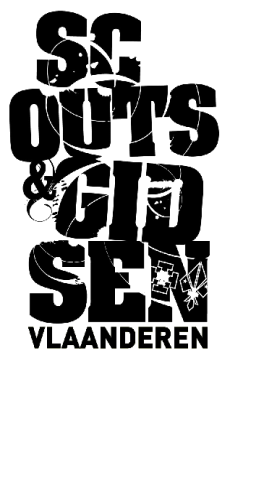 SC
OUTS
& GID
SEN
VLAANDEREN